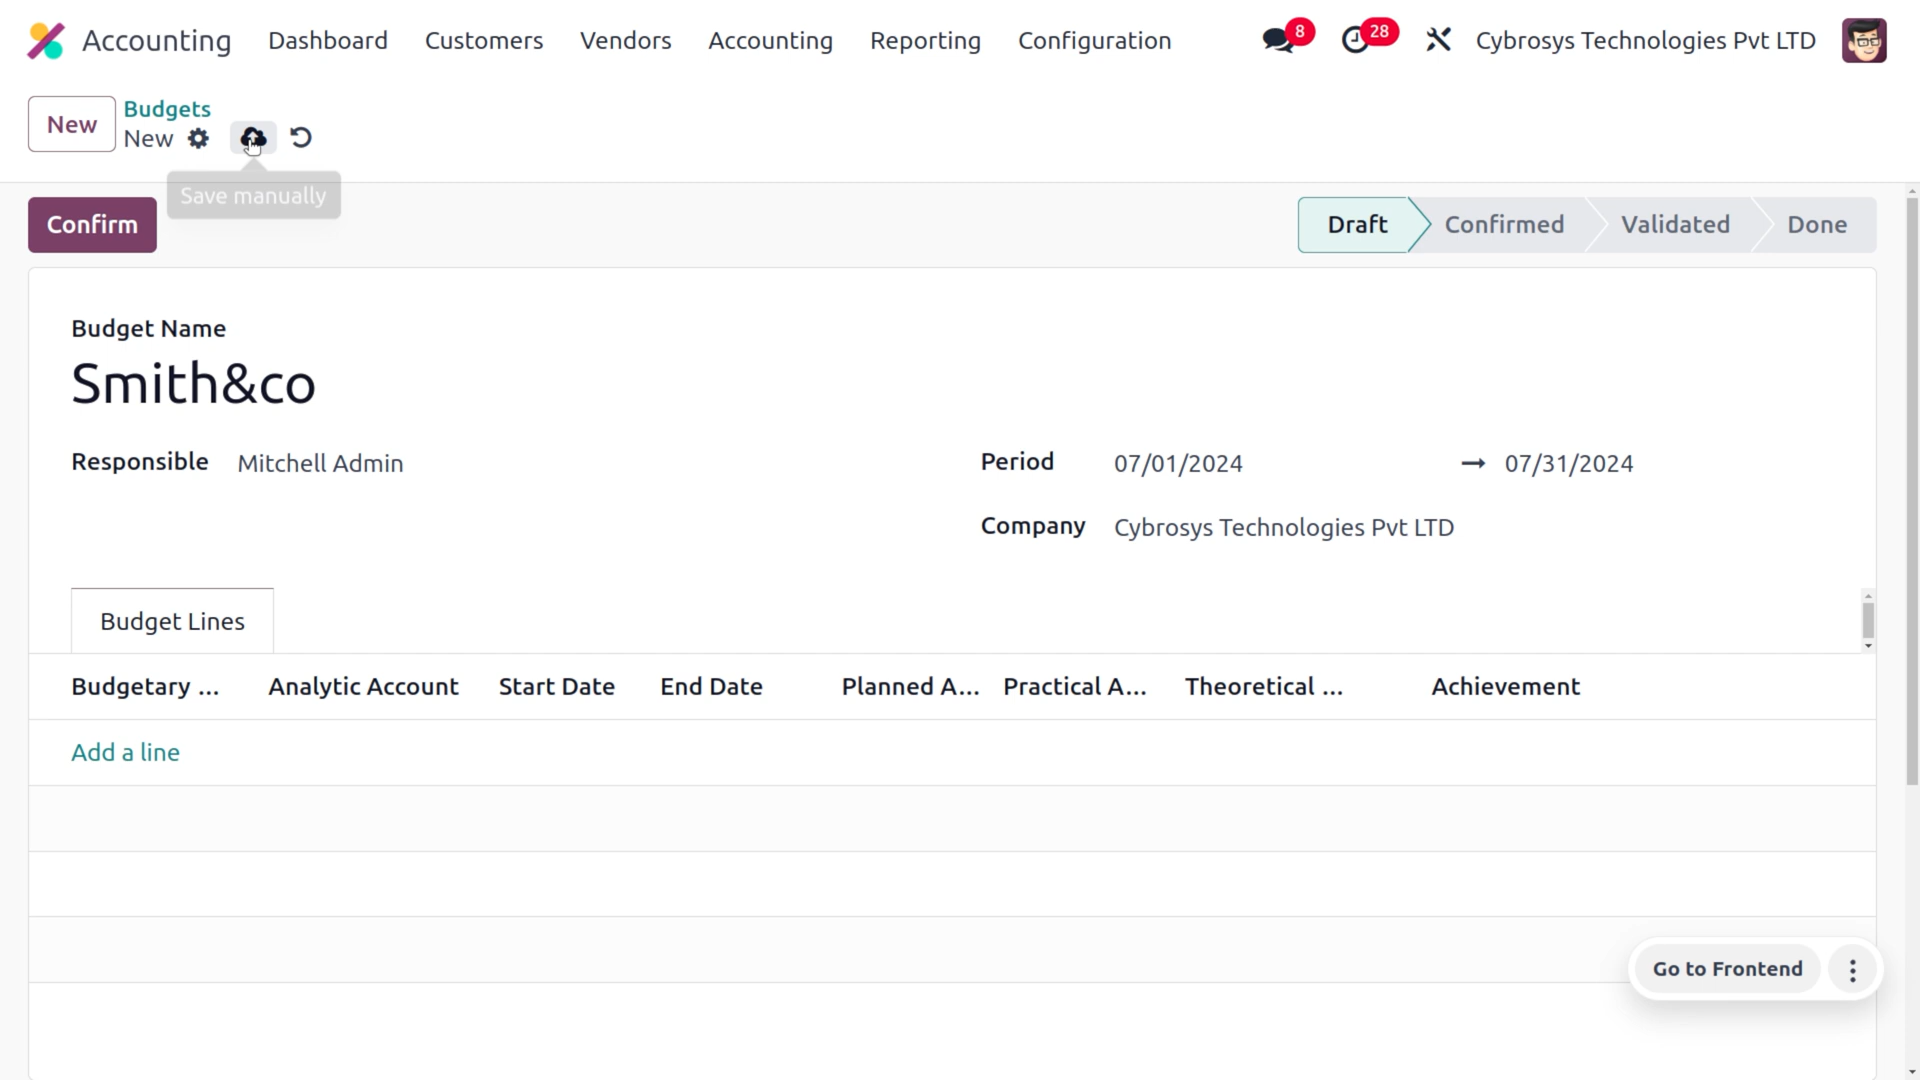 Accounting Dashboard Customers Vendors Accounting Reporting Configuration 8 28 Cybrosys Technologies Pvt LTD
New Budgets
New
Save manually
Confirm Draft Confirmed Validated Done
Budget Name
Smith&co
Responsible Mitchell Admin Period 07/01/2024 → 07/31/2024
Company Cybrosys Technologies Pvt LTD
Budget Lines
Budgetary ... Analytic Account Start Date End Date Planned A... Practical A... Theoretical ... Achievement
Add a line
Go to Frontend